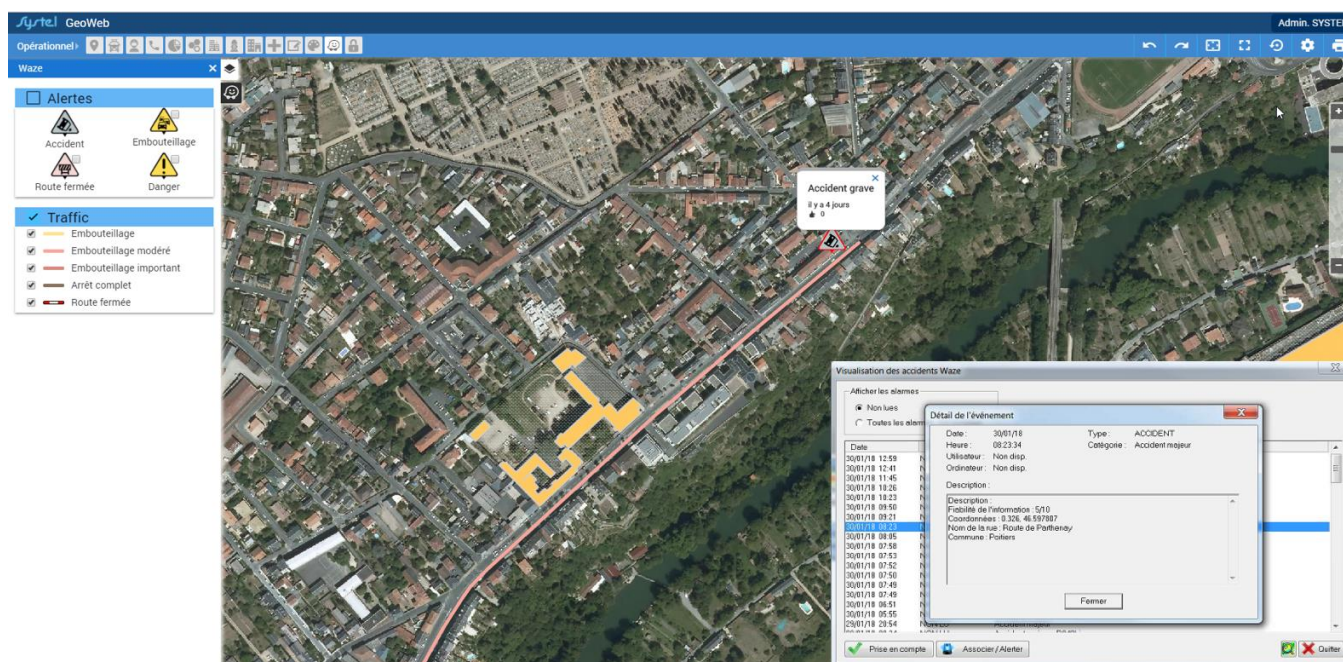 Systel GeoWeb
Admin. SYSTE
Opérationnel
Waze
Alertes
Accident
Embouteillage
Route fermée
Danger
Traffic
Embouteillage
Embouteillage modéré
Embouteillage important
Arrêt complet
Route fermée
Accident grave
il y a 4 jours
0
Visualisation des accidents Waze
Afficher les alarmes
Non lues
Toutes les alarm
Date
30/01/18 12:59
30/01/18 12:41
30/01/18 11:45
30/01/18 10:26
30/01/18 10:23
30/01/18 09:50
30/01/18 09:21
30/01/18 08:23
30/01/18 08:05
30/01/18 07:58
30/01/18 07:53
30/01/18 07:52
30/01/18 07:50
30/01/18 07:49
30/01/18 07:49
30/01/18 06:51
30/01/18 05:55
29/01/18 20:54
Détail de l'événement
Date : 30/01/18 Type : ACCIDENT
Heure : 08:23:34 Catégorie : Accident majeur
Utilisateur : Non disp.
Ordinateur : Non disp.
Description :
Description :
Fiabilité de l'information : 5/10
Coordonnées : 0.326, 46.597887
Nom de la rue : Route de Parthenay
Commune : Poitiers
Fermer
Prise en compte
Associer / Alerter
Quitter